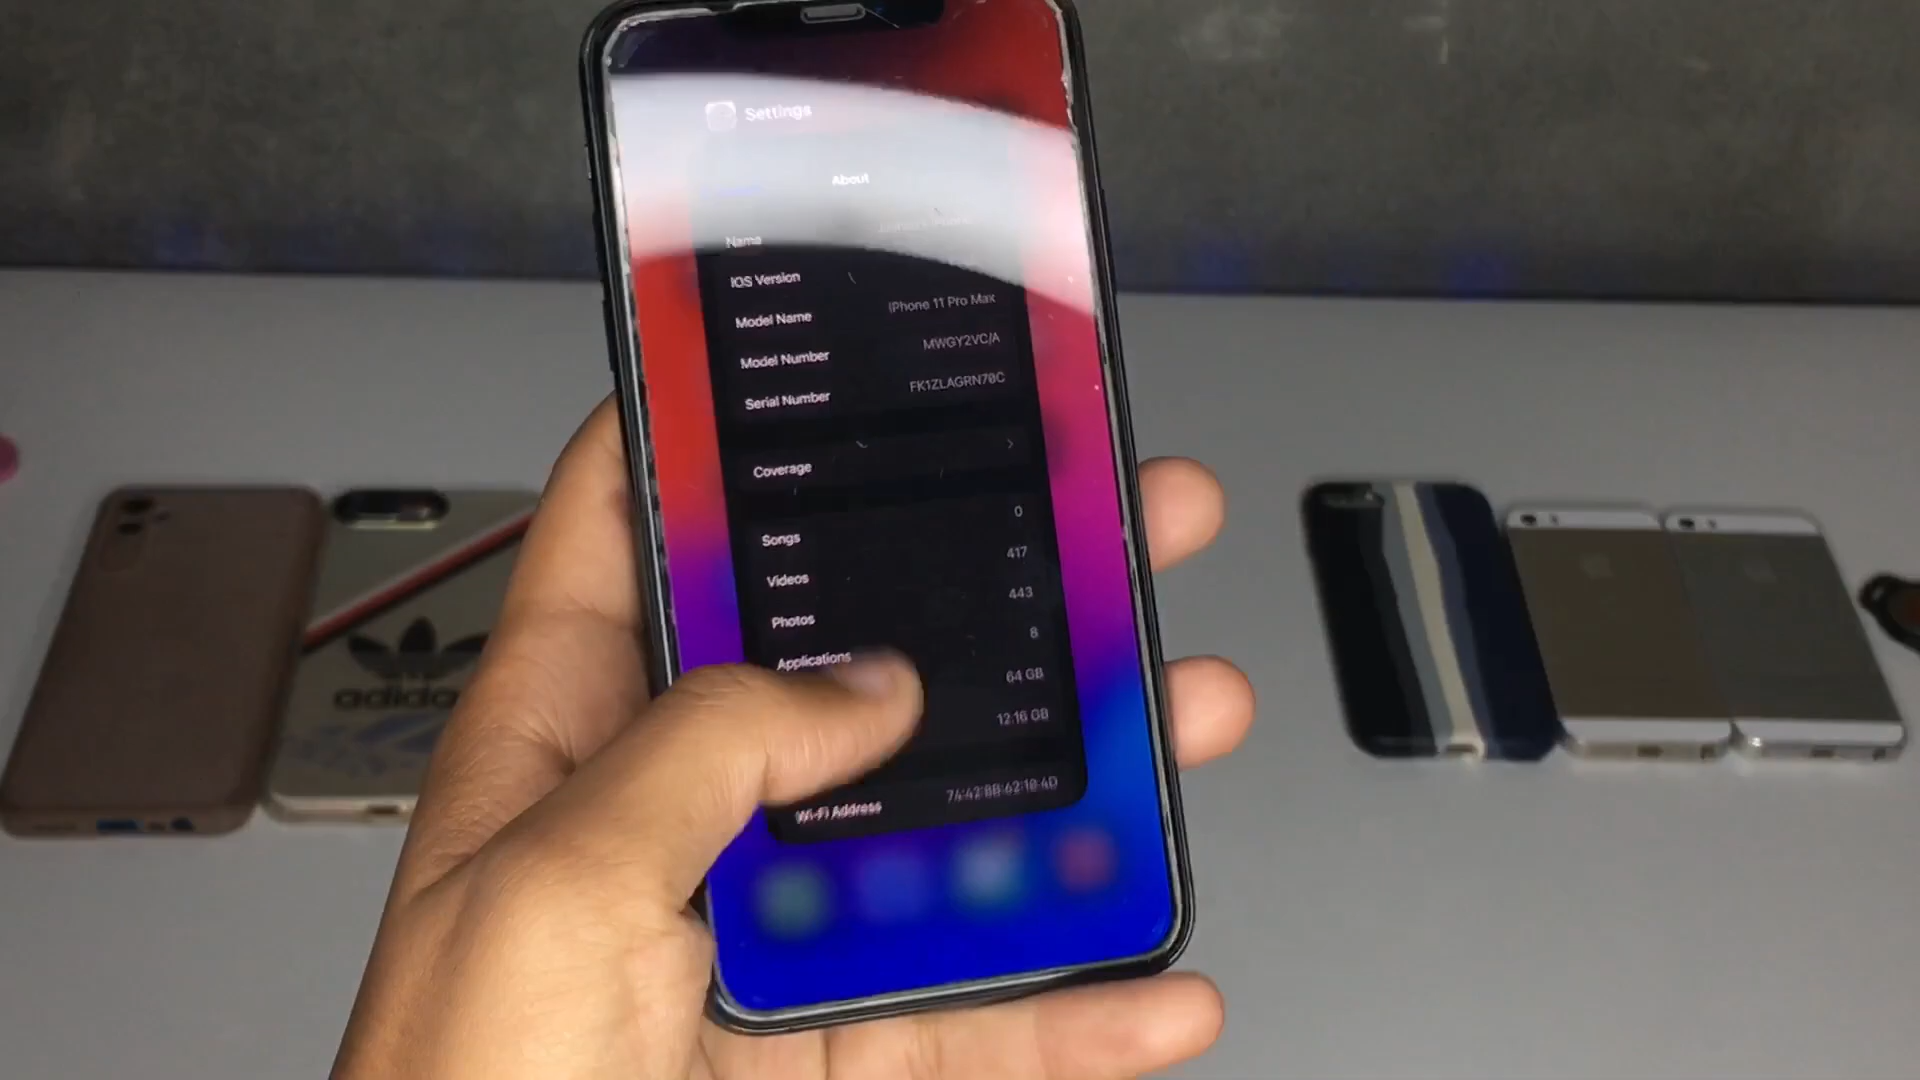 Settings
About
Name
iOS Version
Model Name iPhone 11 Pro Max
Model Number MWGY2VC/A
Serial Number FK1ZLAGRN70C
Coverage
Songs 0
Videos 417
Photos 443
Applications 8
64 GB
12.16 GB
Wi-Fi Address 74:42:8B:62:10:4D
adidas